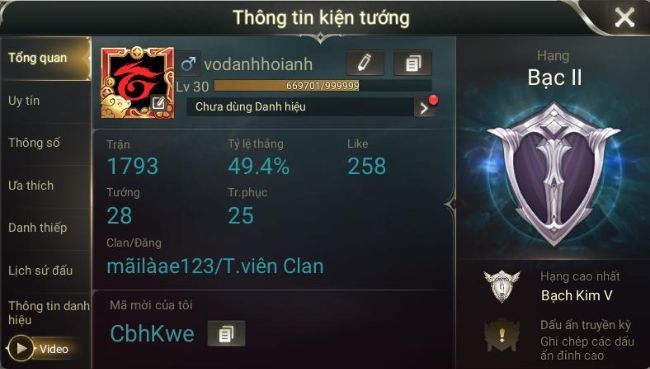 Thông tin kiện tướng
Tổng quan
Uy tín
Thông số
Ưa thích
Danh thiếp
Lịch sử đấu
Thông tin danh
hiệu
Video
vodanhhoianh
Lv 30
669701/999999
Chưa dùng Danh hiệu
Trận
Tỷ lệ thắng
Like
1793
49.4%
258
Tướng
Tr.phục
28
25
Clan/Đăng
mãilàae123/T.viên Clan
Mã mời của tôi
CbhKwe
Hạng
Bạc II
Hạng cao nhất
Bạch Kim V
Dấu ấn truyền kỳ
Ghi chép các dấu
ấn đỉnh cao